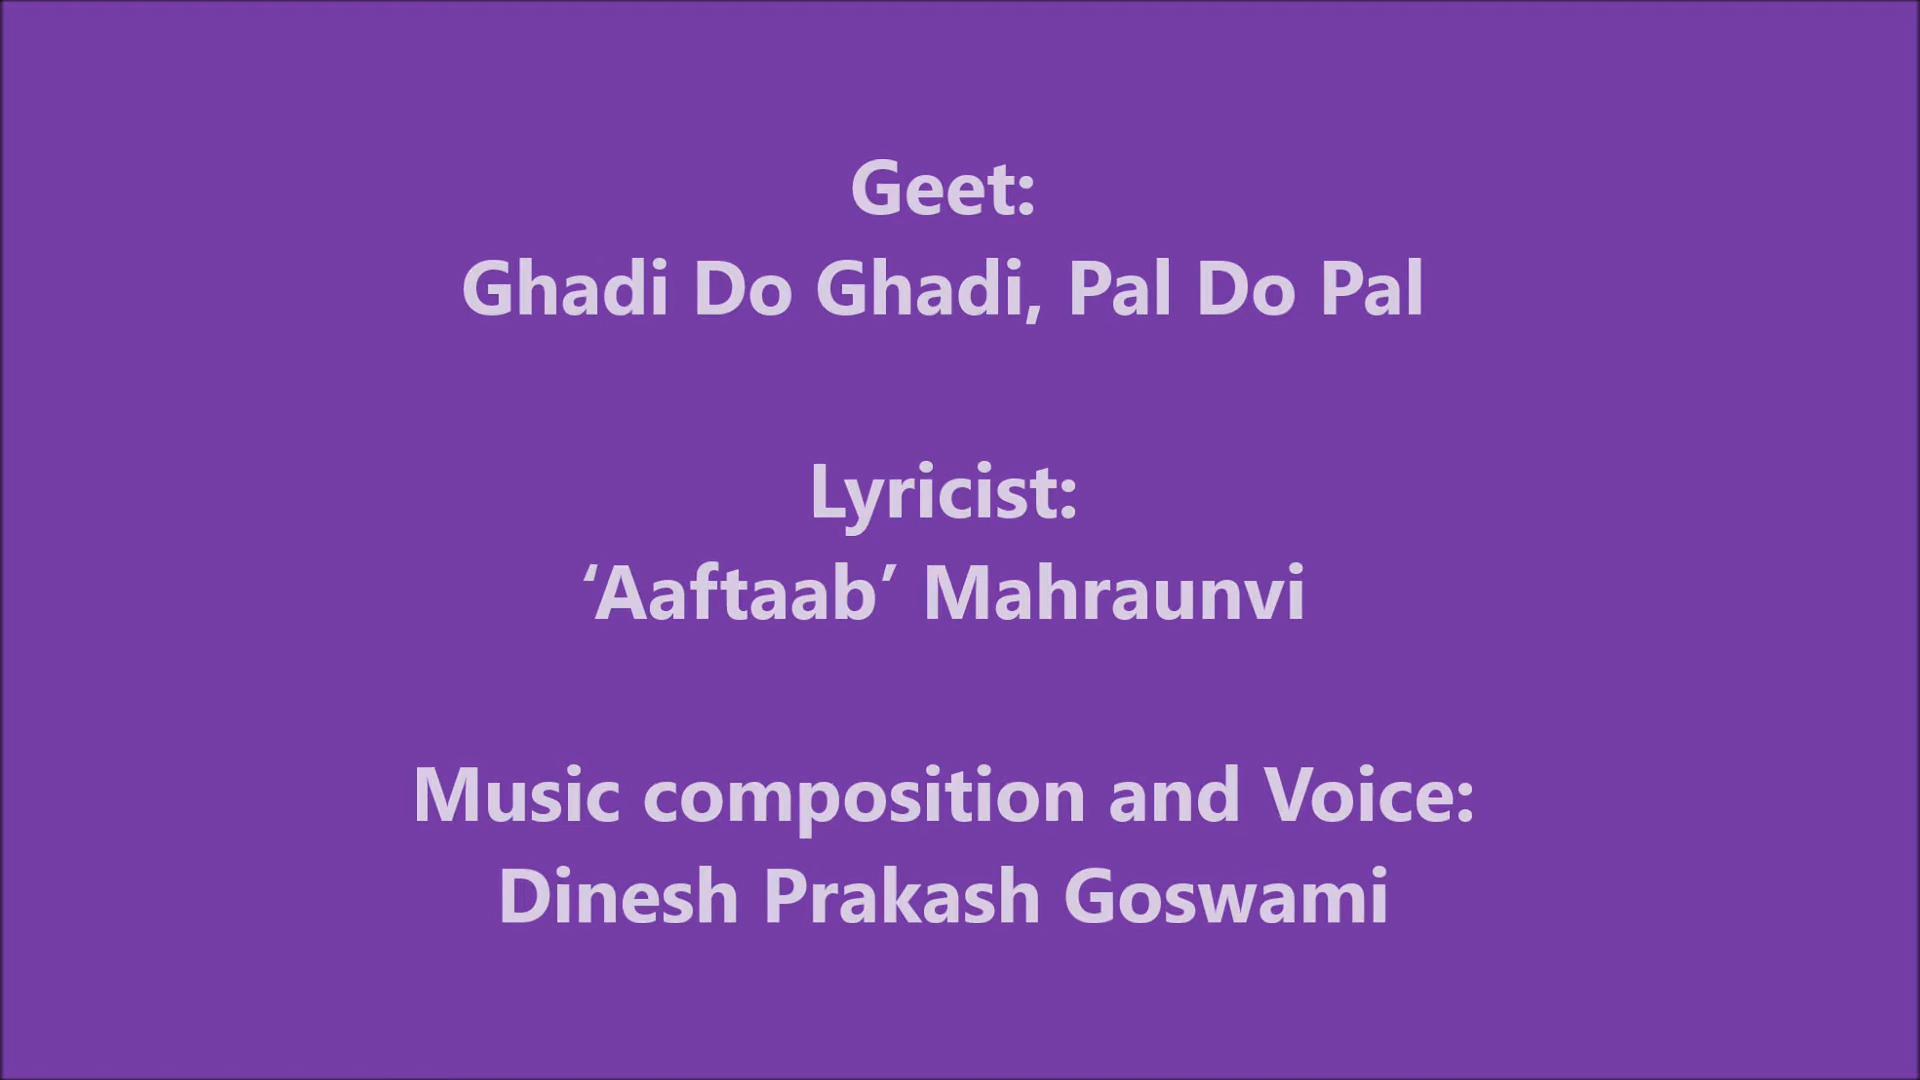 Geet:
Ghadi Do Ghadi, Pal Do Pal
Lyricist:
‘Aaftaab’ Mahraunvi
Music composition and Voice:
Dinesh Prakash Goswami